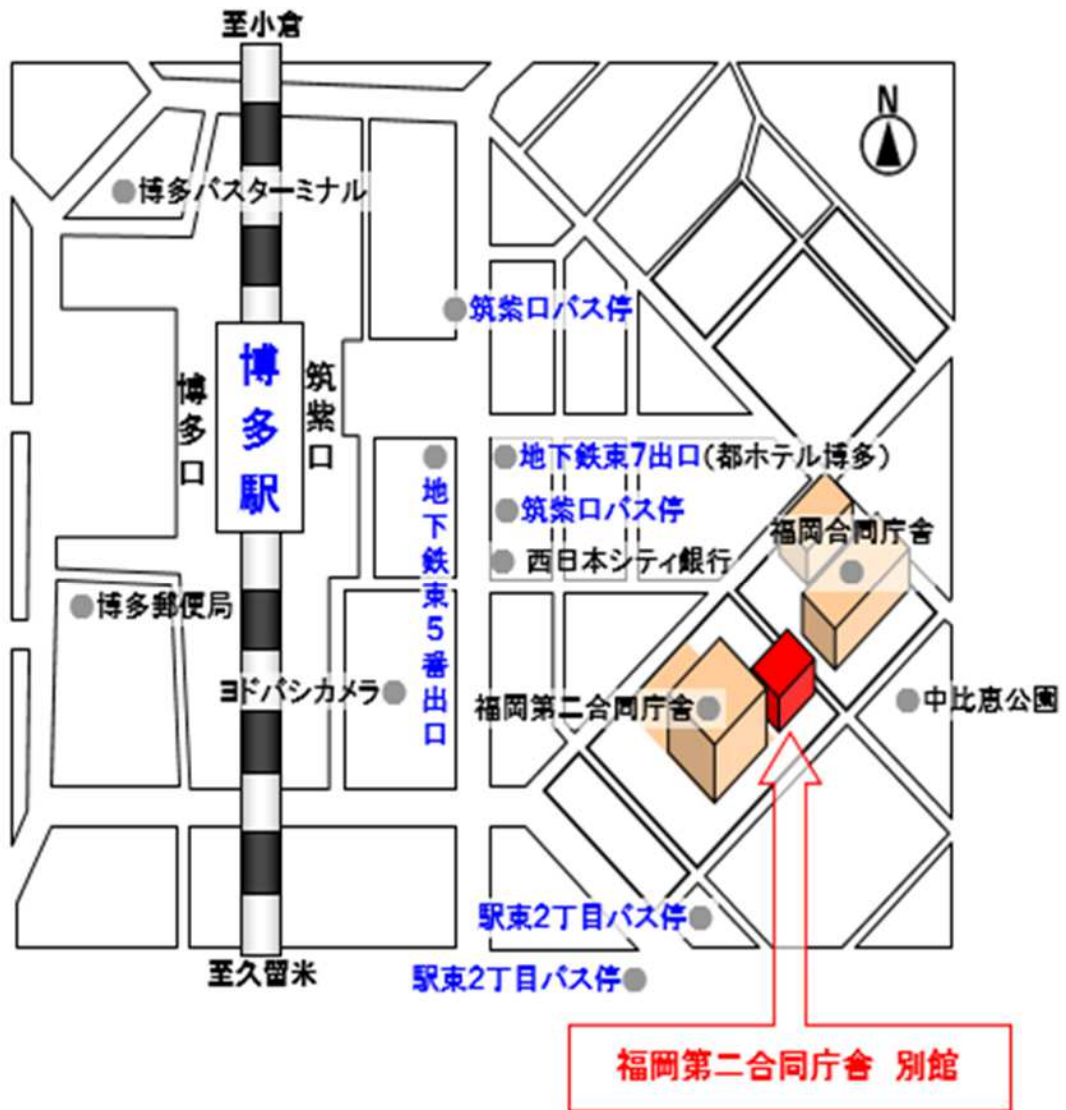 至小倉
N
博多バスターミナル
筑紫口バス停
博多駅
博多口
筑紫口
地下鉄東7出口(都ホテル博多)
地下鉄東5番出口
筑紫口バス停
福岡合同庁舎
西日本シティ銀行
博多郵便局
ヨドバシカメラ
福岡第二合同庁舎
中比恵公園
駅東2丁目バス停
駅東2丁目バス停
至久留米
福岡第二合同庁舎 別館